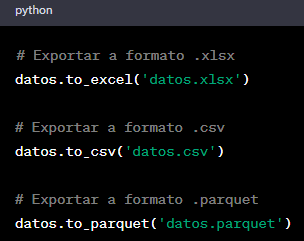 python
# Exportar a formato .xlsx
datos.to_excel('datos.xlsx')
# Exportar a formato .csv
datos.to_csv('datos.csv')
# Exportar a formato .parquet
datos.to_parquet('datos.parquet')